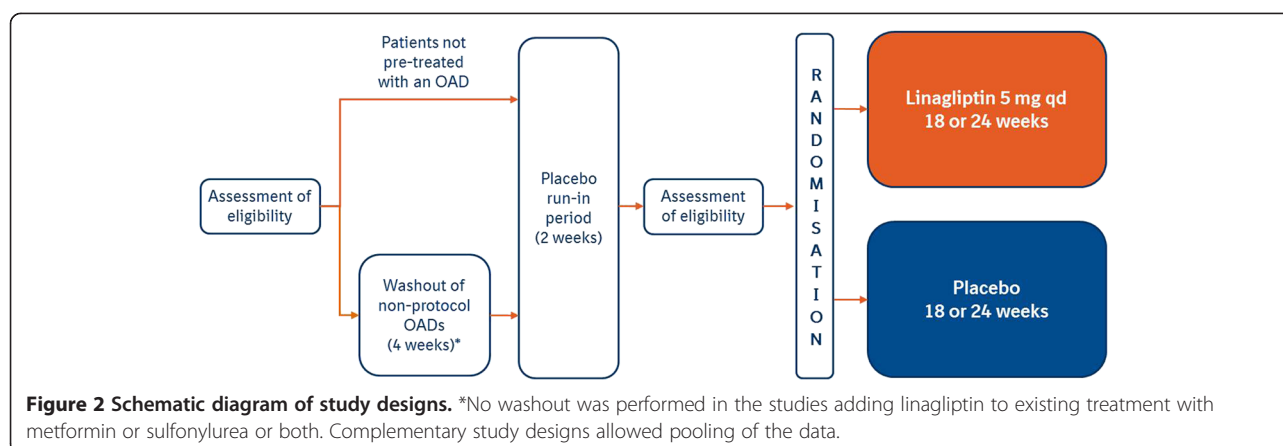 Patients not
pre-treated
with an OAD
Assessment of
eligibility
Washout of
non-protocol
OADs
(4 weeks)*
Placebo
run-in
period
(2 weeks)
Assessment
of eligibility
R
A
N
D
O
M
I
S
A
T
I
O
N
Linagliptin 5 mg qd
18 or 24 weeks
Placebo
18 or 24 weeks
Figure 2 Schematic diagram of study designs. *No washout was performed in the studies adding linagliptin to existing treatment with
metformin or sulfonylurea or both. Complementary study designs allowed pooling of the data.